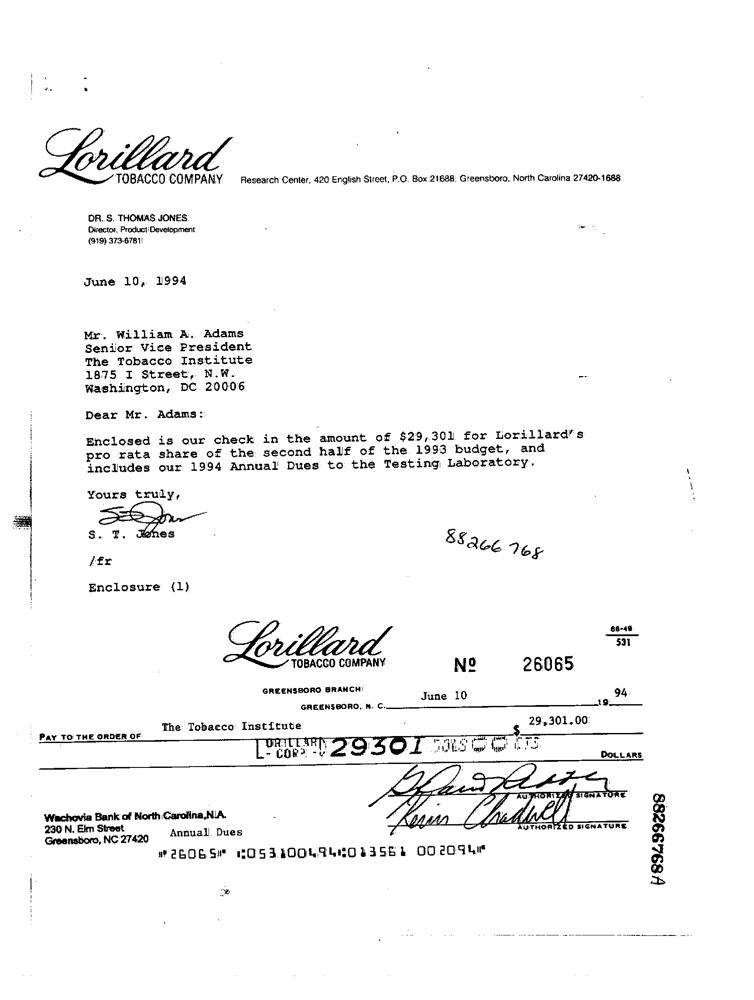 Lorillard
TOBACCO COMPANY
Research Center, 420 English Street, P.O. Box 21688, Greensboro, North Carolina 27420-1688
DR. S. THOMAS JONES
Director, Product Development
(919) 373-6781
June 10, 1994
Mr. William A. Adams
Senior Vice President
The Tobacco Institute
1875 I Street, N.W.
Washington, DC 20006
Dear Mr. Adams:
Enclosed is our check in the amount of $29,301 for Lorillard's
pro rata share of the second half of the 1993 budget, and
includes our 1994 Annual Dues to the Testing Laboratory.
Yours truly,
S. T. Jones
/fr
Enclosure (1)
88266768
Lorillard
TOBACCO COMPANY
66-49
531
Nº 26065
GREENSBORO BRANCH
GREENSBORO, N. C. June 10 19 94
PAY TO THE ORDER OF The Tobacco Institute $ 29,301.00
LORILLARD CORP 29301 DOLS 00 CTS
DOLLARS
AUTHORIZED SIGNATURE
AUTHORIZED SIGNATURE
Wachovia Bank of North Carolina, N.A.
230 N. Elm Street
Greensboro, NC 27420
Annual Dues
⑈26065⑈ ⑆053100494⑆013561 002094⑈
88266768A